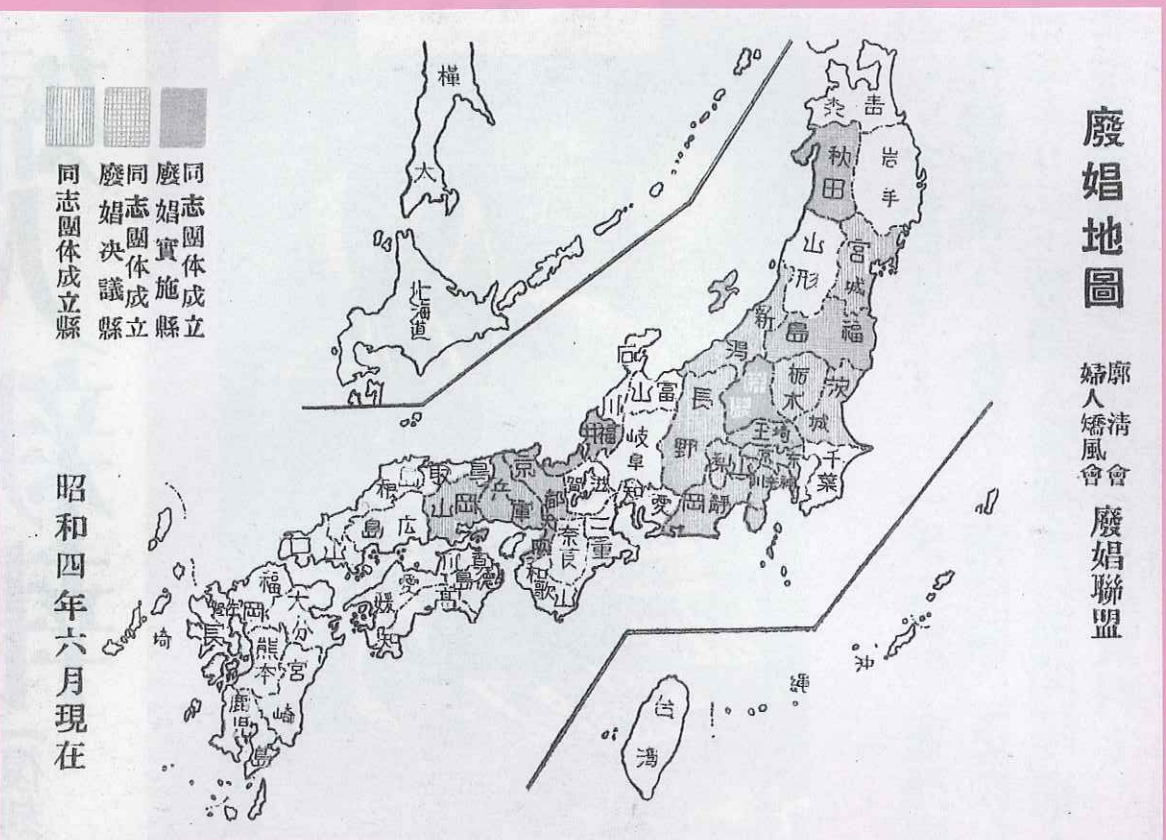 廢娼地圖
廓清會
婦人矯風會
廢娼聯盟
同志團体成立
廢娼實施縣
同志團体成立
廢娼決議縣
同志團体成立縣
昭和四年六月現在
樺
太
北海道
青
森
岩手
秋田
山形
宮城
福
島
新
潟
栃木
茨
城
埼
玉
千葉
東
京
神
川
山
梨
長
野
靜
岡
富
山
石
川
福
井
岐阜
愛
知
滋
賀
三
重
奈良
和
歌
山
京
都
大
兵
庫
鳥
取
岡
山
島
根
広
島
山
口
香
川
德
島
愛
媛
高
知
福
岡
大
分
佐
長
崎
熊本
宮
崎
鹿
児
島
沖
縄
台
湾